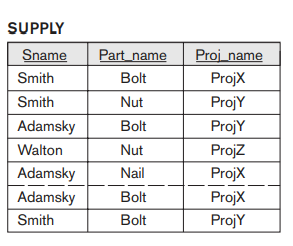 SUPPLY
Sname Part_name Proj_name
Smith Bolt ProjX
Smith Nut ProjY
Adamsky Bolt ProjY
Walton Nut ProjZ
Adamsky Nail ProjX
Adamsky Bolt ProjX
Smith Bolt ProjY